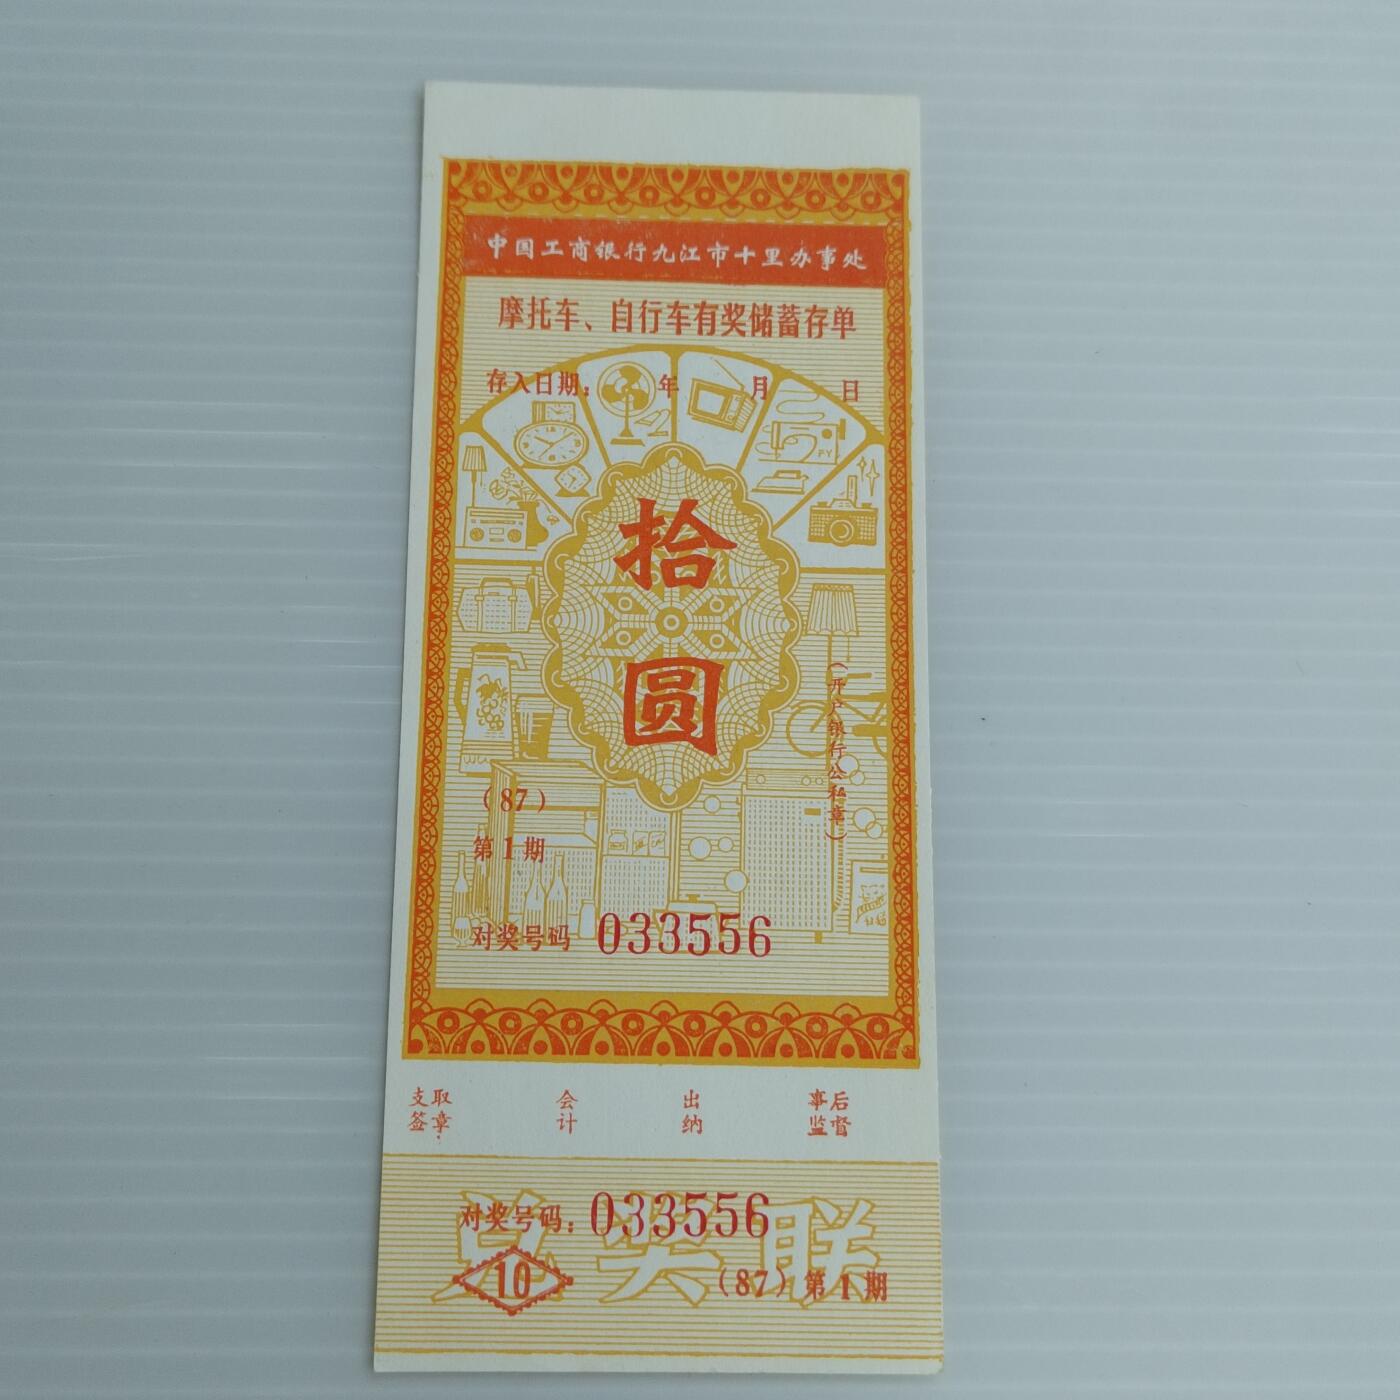 中国工商银行九江市十里办事处
摩托车、自行车有奖储蓄存单
存入日期： 年 月 日
FY
拾
圆
（开户银行公私章）
（87）
第1期
对奖号码 033556
支取 会 出 事后
签章 计 纳 监督
兑奖联
对奖号码：033556
10
（87）第1期